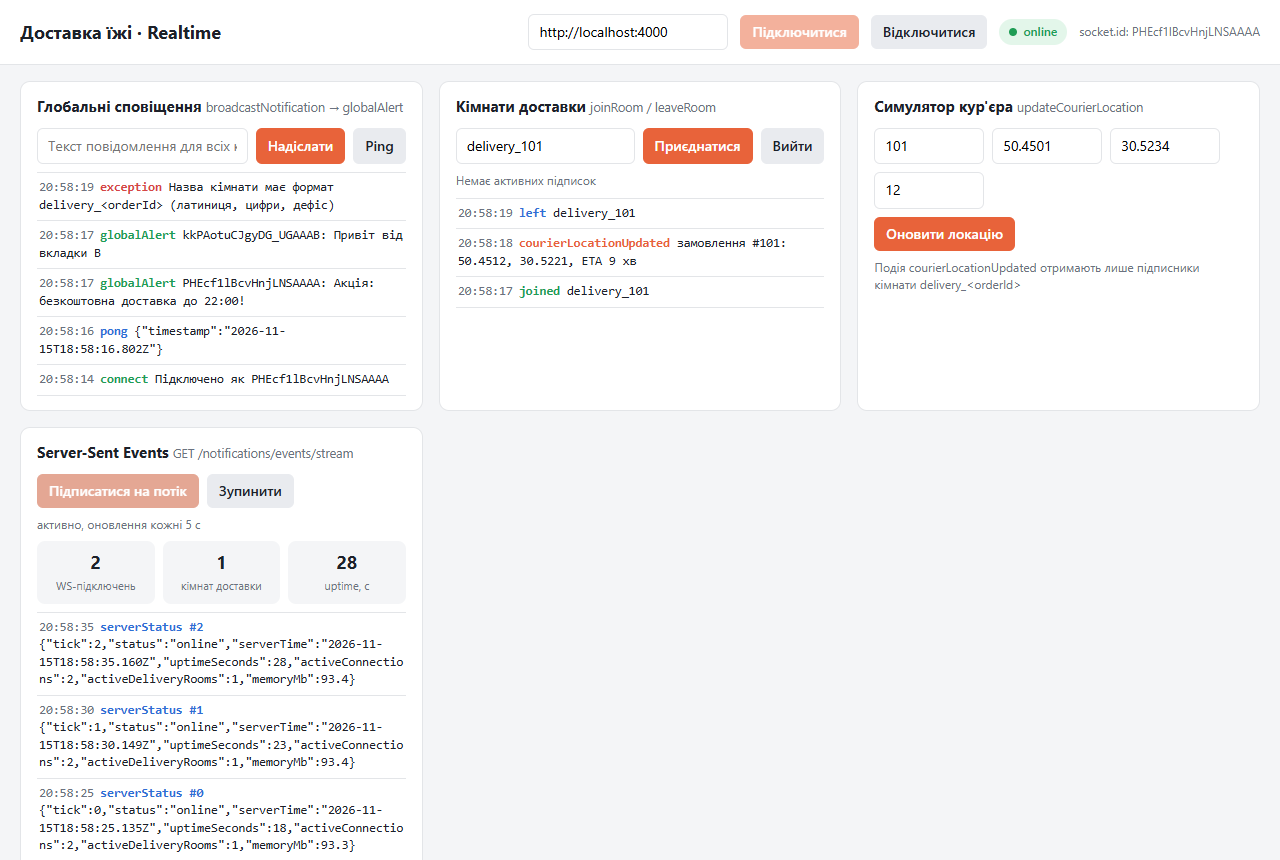 Доставка їжі · Realtime
http://localhost:4000
Підключитися
Відключитися
online
socket.id: PHEcf1lBcvHnjLNSAAAA
Глобальні сповіщення broadcastNotification → globalAlert
Текст повідомлення для всіх к
Надіслати
Ping
20:58:19 exception Назва кімнати має формат
delivery_<orderId> (латиниця, цифри, дефіс)
20:58:17 globalAlert kkPAotuCJgyDG_UGAAAB: Привіт від
вкладки B
20:58:17 globalAlert PHEcf1lBcvHnjLNSAAAA: Акція:
безкоштовна доставка до 22:00!
20:58:16 pong {"timestamp":"2026-11-
15T18:58:16.802Z"}
20:58:14 connect Підключено як PHEcf1lBcvHnjLNSAAAA
Кімнати доставки joinRoom / leaveRoom
delivery_101
Приєднатися
Вийти
Немає активних підписок
20:58:19 left delivery_101
20:58:18 courierLocationUpdated замовлення #101:
50.4512, 30.5221, ETA 9 хв
20:58:17 joined delivery_101
Симулятор кур'єра updateCourierLocation
101
50.4501
30.5234
12
Оновити локацію
Подія courierLocationUpdated отримають лише підписники
кімнати delivery_<orderId>
Server-Sent Events GET /notifications/events/stream
Підписатися на потік
Зупинити
активно, оновлення кожні 5 с
2
WS-підключень
1
кімнат доставки
28
uptime, с
20:58:35 serverStatus #2
{"tick":2,"status":"online","serverTime":"2026-11-
15T18:58:35.160Z","uptimeSeconds":28,"activeConnectio
ns":2,"activeDeliveryRooms":1,"memoryMb":93.4}
20:58:30 serverStatus #1
{"tick":1,"status":"online","serverTime":"2026-11-
15T18:58:30.149Z","uptimeSeconds":23,"activeConnectio
ns":2,"activeDeliveryRooms":1,"memoryMb":93.4}
20:58:25 serverStatus #0
{"tick":0,"status":"online","serverTime":"2026-11-
15T18:58:25.135Z","uptimeSeconds":18,"activeConnectio
ns":2,"activeDeliveryRooms":1,"memoryMb":93.3}